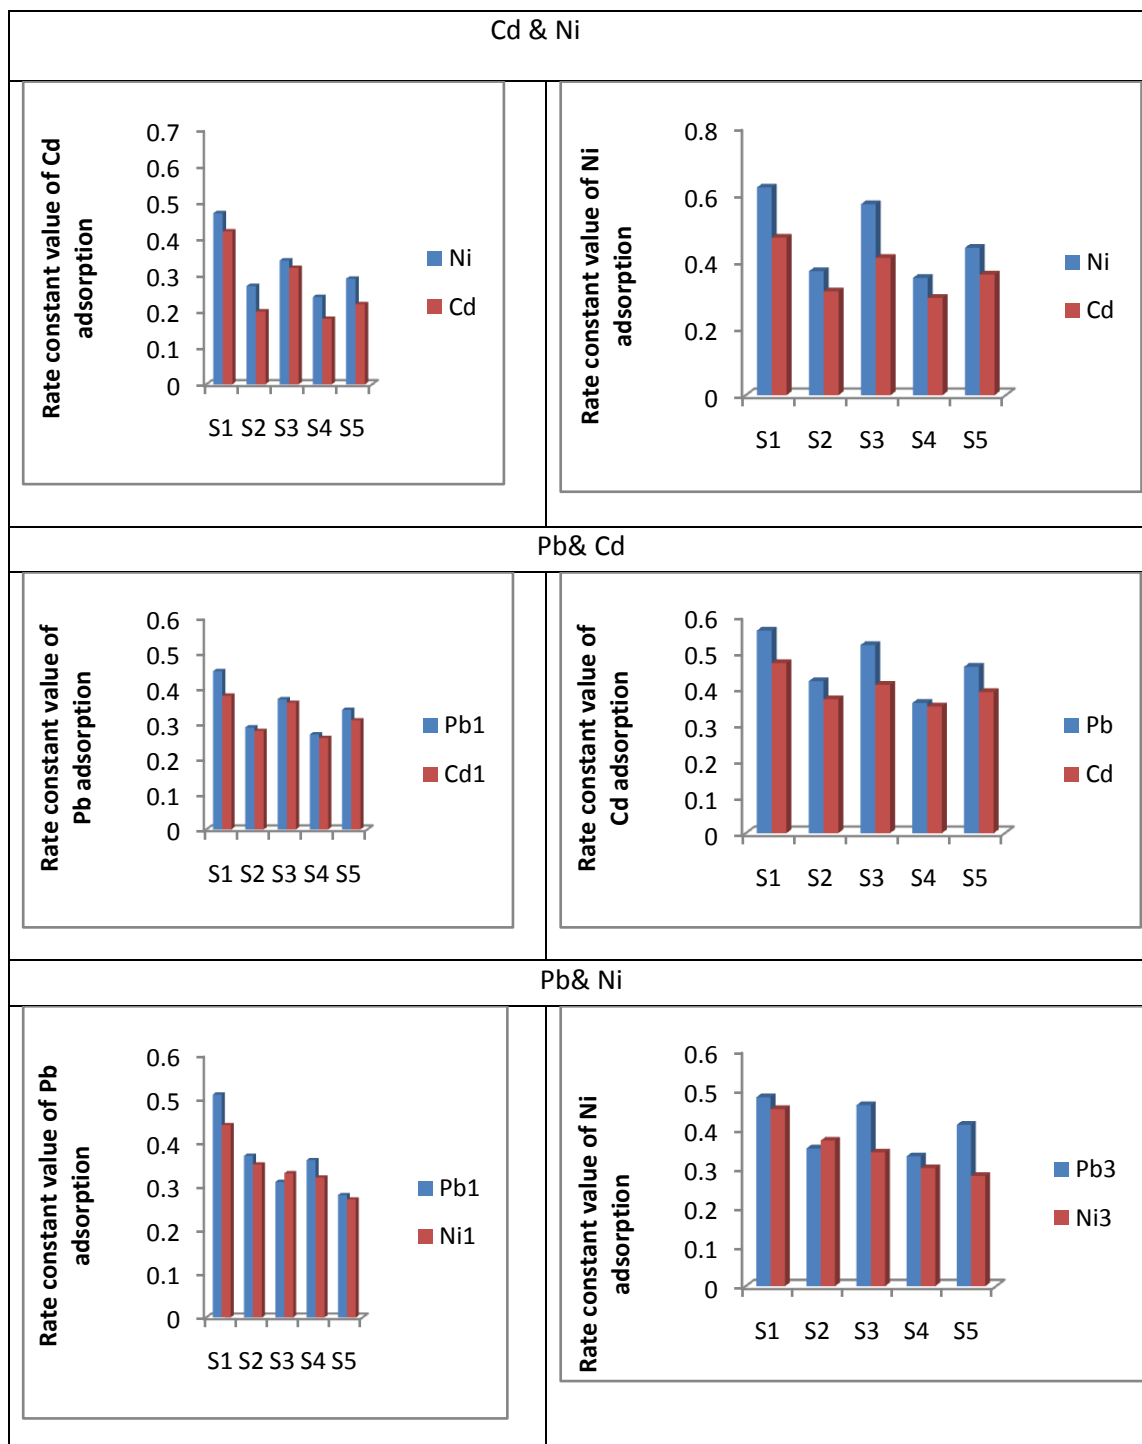 Cd & Ni
Rate constant value of Cd
adsorption
0.7
0.6
0.5
0.4
0.3
0.2
0.1
0
S1 S2 S3 S4 S5
Ni
Cd
Rate constant value of Ni
adsorption
0.8
0.6
0.4
0.2
0
S1 S2 S3 S4 S5
Ni
Cd
Pb& Cd
Rate constant value of
Pb adsorption
0.6
0.5
0.4
0.3
0.2
0.1
0
S1 S2 S3 S4 S5
Pb1
Cd1
Rate constant value of
Cd adsorption
0.6
0.5
0.4
0.3
0.2
0.1
0
S1 S2 S3 S4 S5
Pb
Cd
Pb& Ni
Rate constant value of Pb
adsorption
0.6
0.5
0.4
0.3
0.2
0.1
0
S1 S2 S3 S4 S5
Pb1
Ni1
Rate constant value of Ni
adsorption
0.6
0.5
0.4
0.3
0.2
0.1
0
S1 S2 S3 S4 S5
Pb3
Ni3